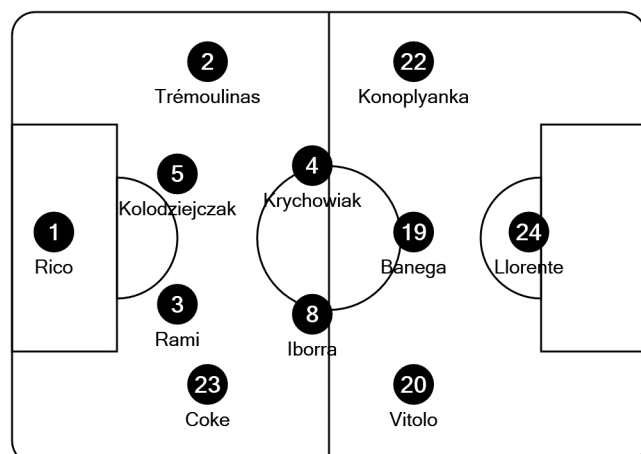 2
Trémoulinas
22
Konoplyanka
5
Kolodziejczak
4
Krychowiak
1
Rico
19
Banega
24
Llorente
3
Rami
8
Iborra
23
Coke
20
Vitolo